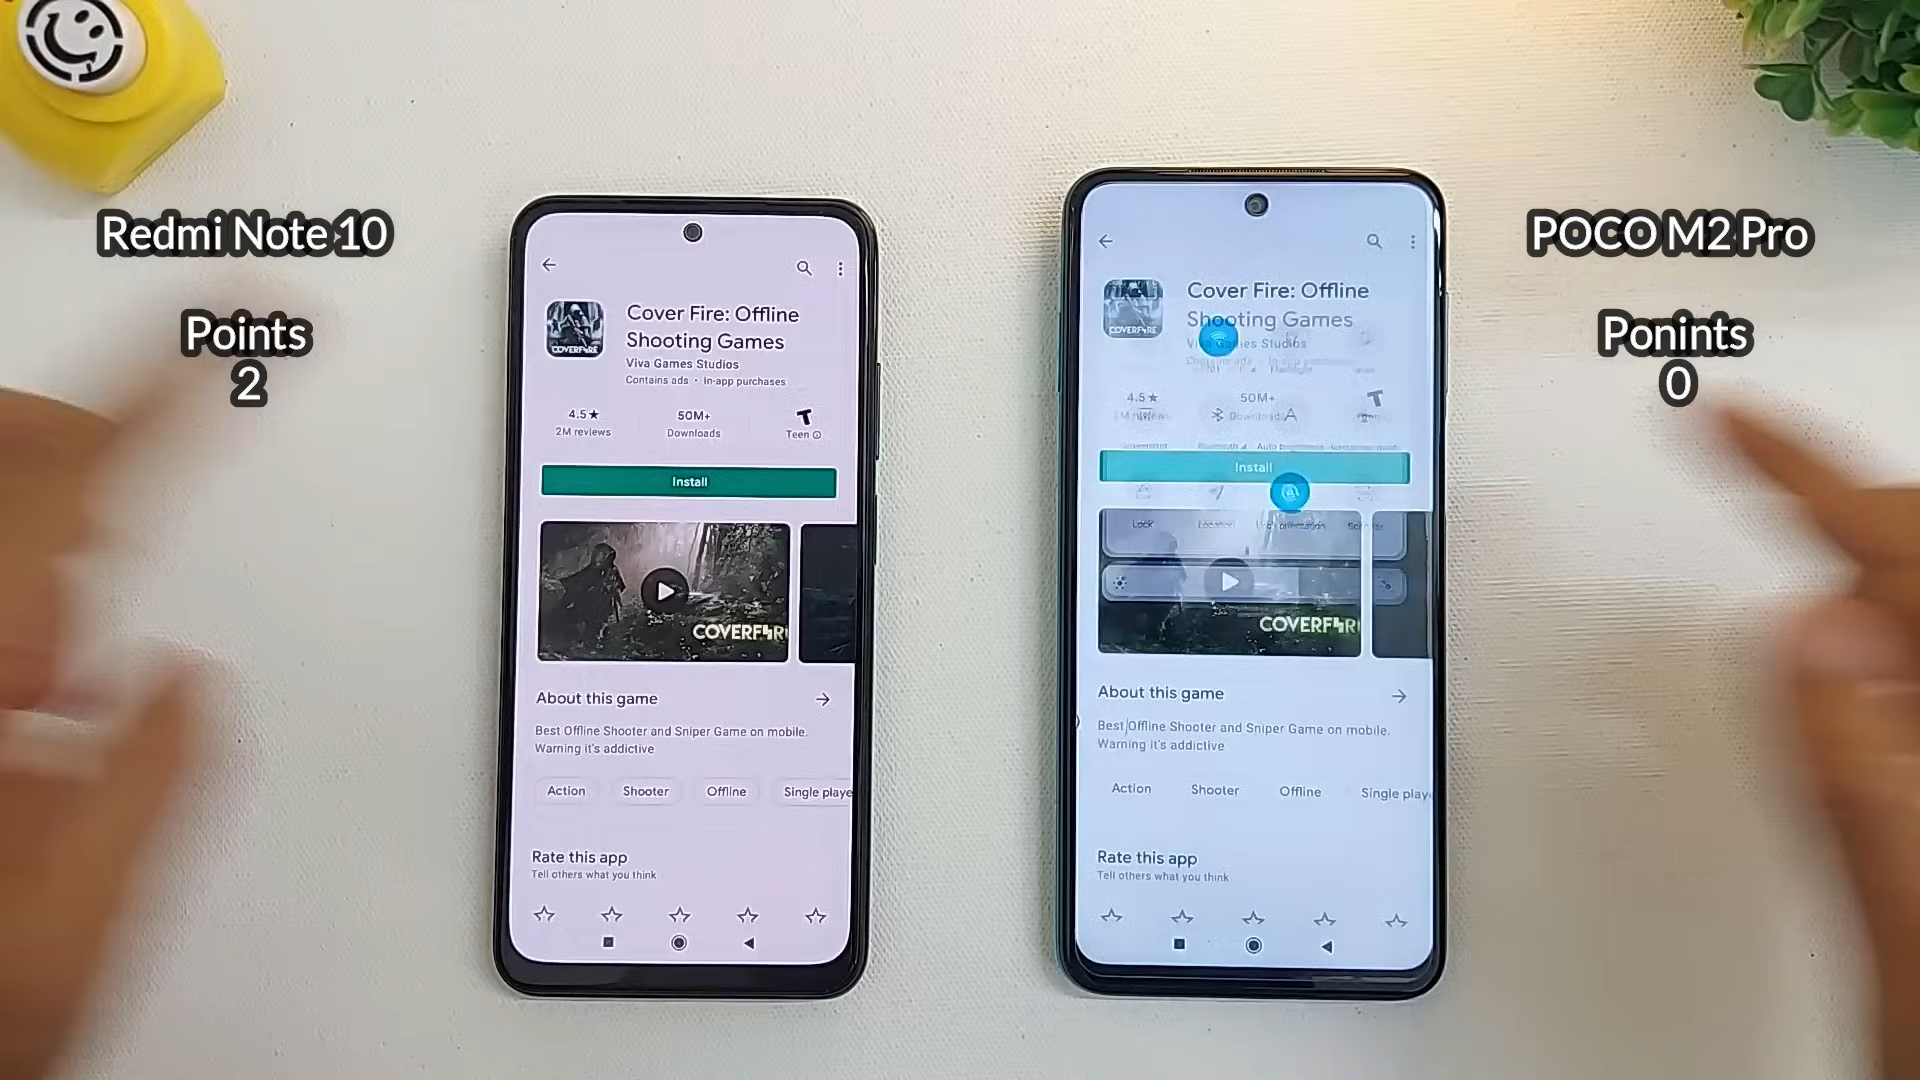 Redmi Note 10
Points
2
Cover Fire: Offline
Shooting Games
Viva Games Studios
Contains ads • In-app purchases
4.5★
2M reviews
50M+
Downloads
Teen
Install
COVERFIRE
About this game
Best Offline Shooter and Sniper Game on mobile.
Warning it's addictive
Action
Shooter
Offline
Single playe
Rate this app
Tell others what you think
POCO M2 Pro
Ponints
0
Cover Fire: Offline
Shooting Games
4.5★
50M+
Install
Lock
COVERFIR
About this game
Best Offline Shooter and Sniper Game on mobile.
Warning it's addictive
Action
Shooter
Offline
Single playe
Rate this app
Tell others what you think